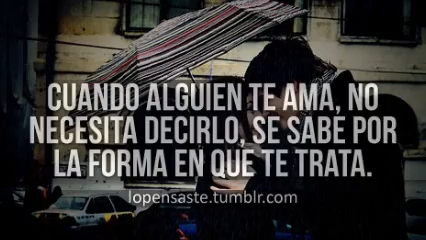 CUANDO ALGUIEN TE AMA, NO
NECESITA DECIRLO, SE SABE POR
LA FORMA EN QUE TE TRATA.
lopensaste.tumblr.com